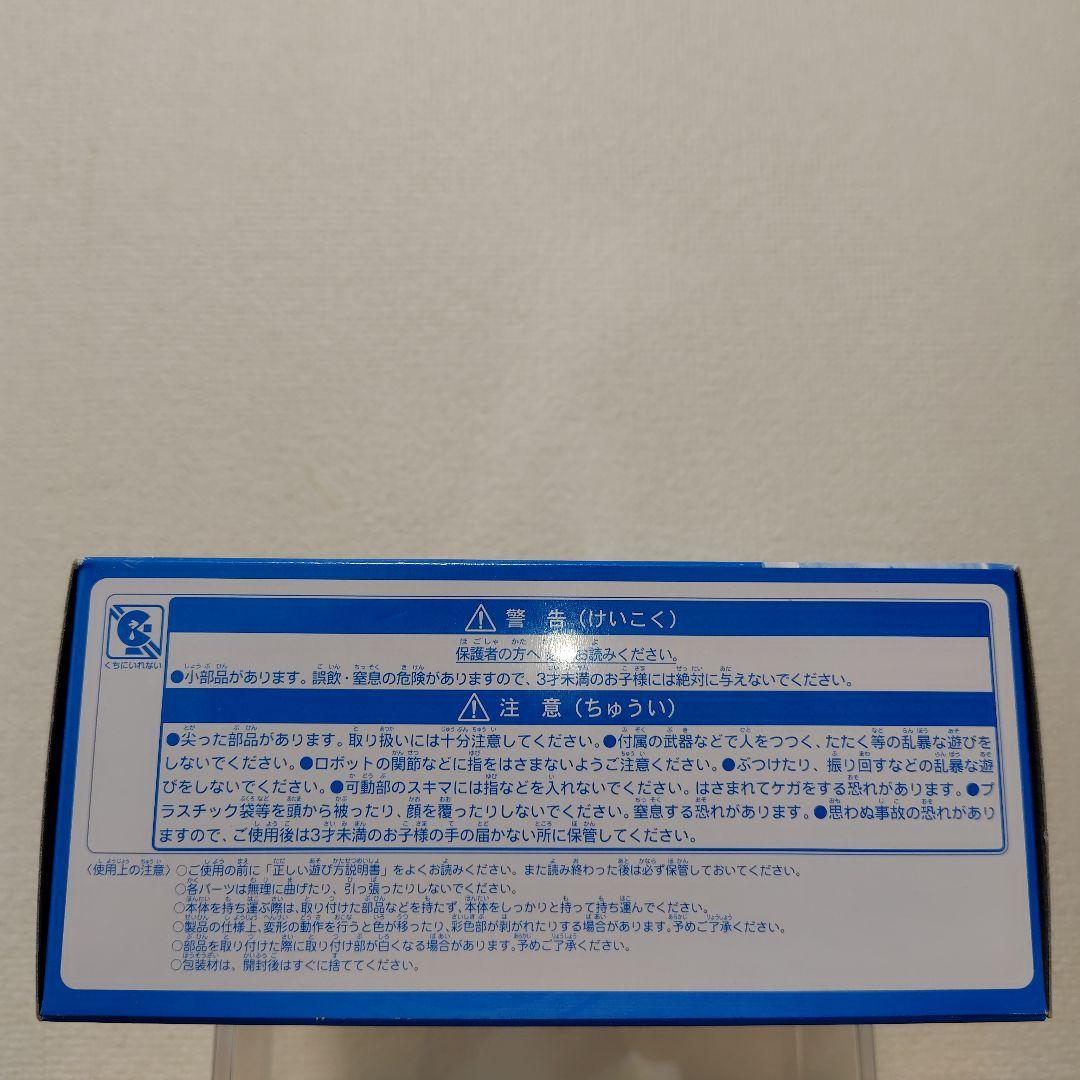 くちにいれない
⚠警 告(けいこく)
保護者の方へ お読みください。
●小部品があります。誤飲・窒息の危険がありますので、3才未満のお子様には絶対に与えないでください。
⚠注 意(ちゅうい)
●尖った部品があります。取り扱いには十分注意してください。●付属の武器などで人をつつく、たたく等の乱暴な遊びを
しないでください。●ロボットの関節などに指をはさまないようご注意ください。●ぶつけたり、振り回すなどの乱暴な遊
びをしないでください。●可動部のスキマには指などを入れないでください。はさまれてケガをする恐れがあります。●プ
ラスチック袋等を頭から被ったり、顔を覆ったりしないでください。窒息する恐れがあります。●思わぬ事故の恐れがあり
ますので、ご使用後は3才未満のお子様の手の届かない所に保管してください。
〈使用上の注意〉○ご使用の前に「正しい遊び方説明書」をよくお読みください。また読み終わった後は必ず保管しておいてください。
○各パーツは無理に曲げたり、引っ張ったりしないでください。
○本体を持ち運ぶ際は、取り付けた部品などを持たず、本体をしっかりと持って持ち運んでください。
○製品の仕様上、変形の動作を行うと色が移ったり、彩色部が剥がれたりする場合があります。予めご了承ください。
○部品を取り付けた際に取り付け部が白くなる場合があります。予めご了承ください。
○包装材は、開封後はすぐに捨ててください。